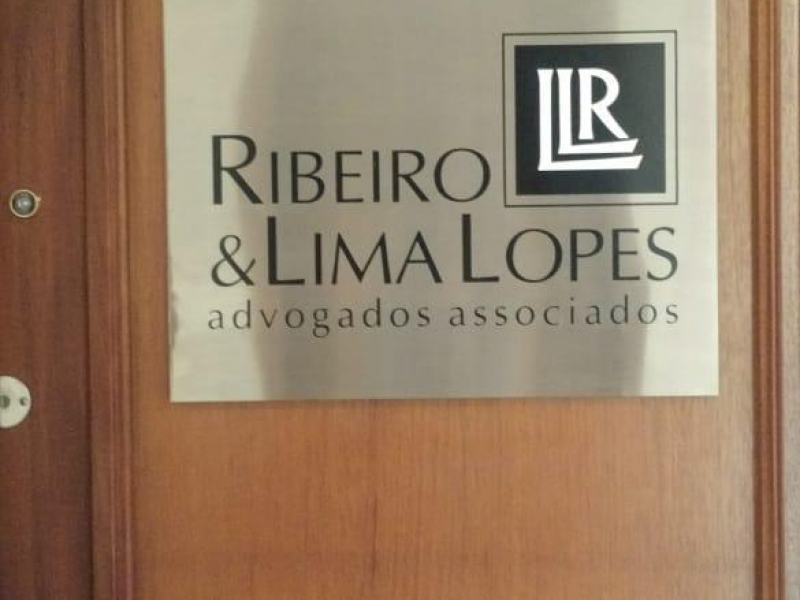 LLR
RIBEIRO
& LIMA LOPES
advogados associados